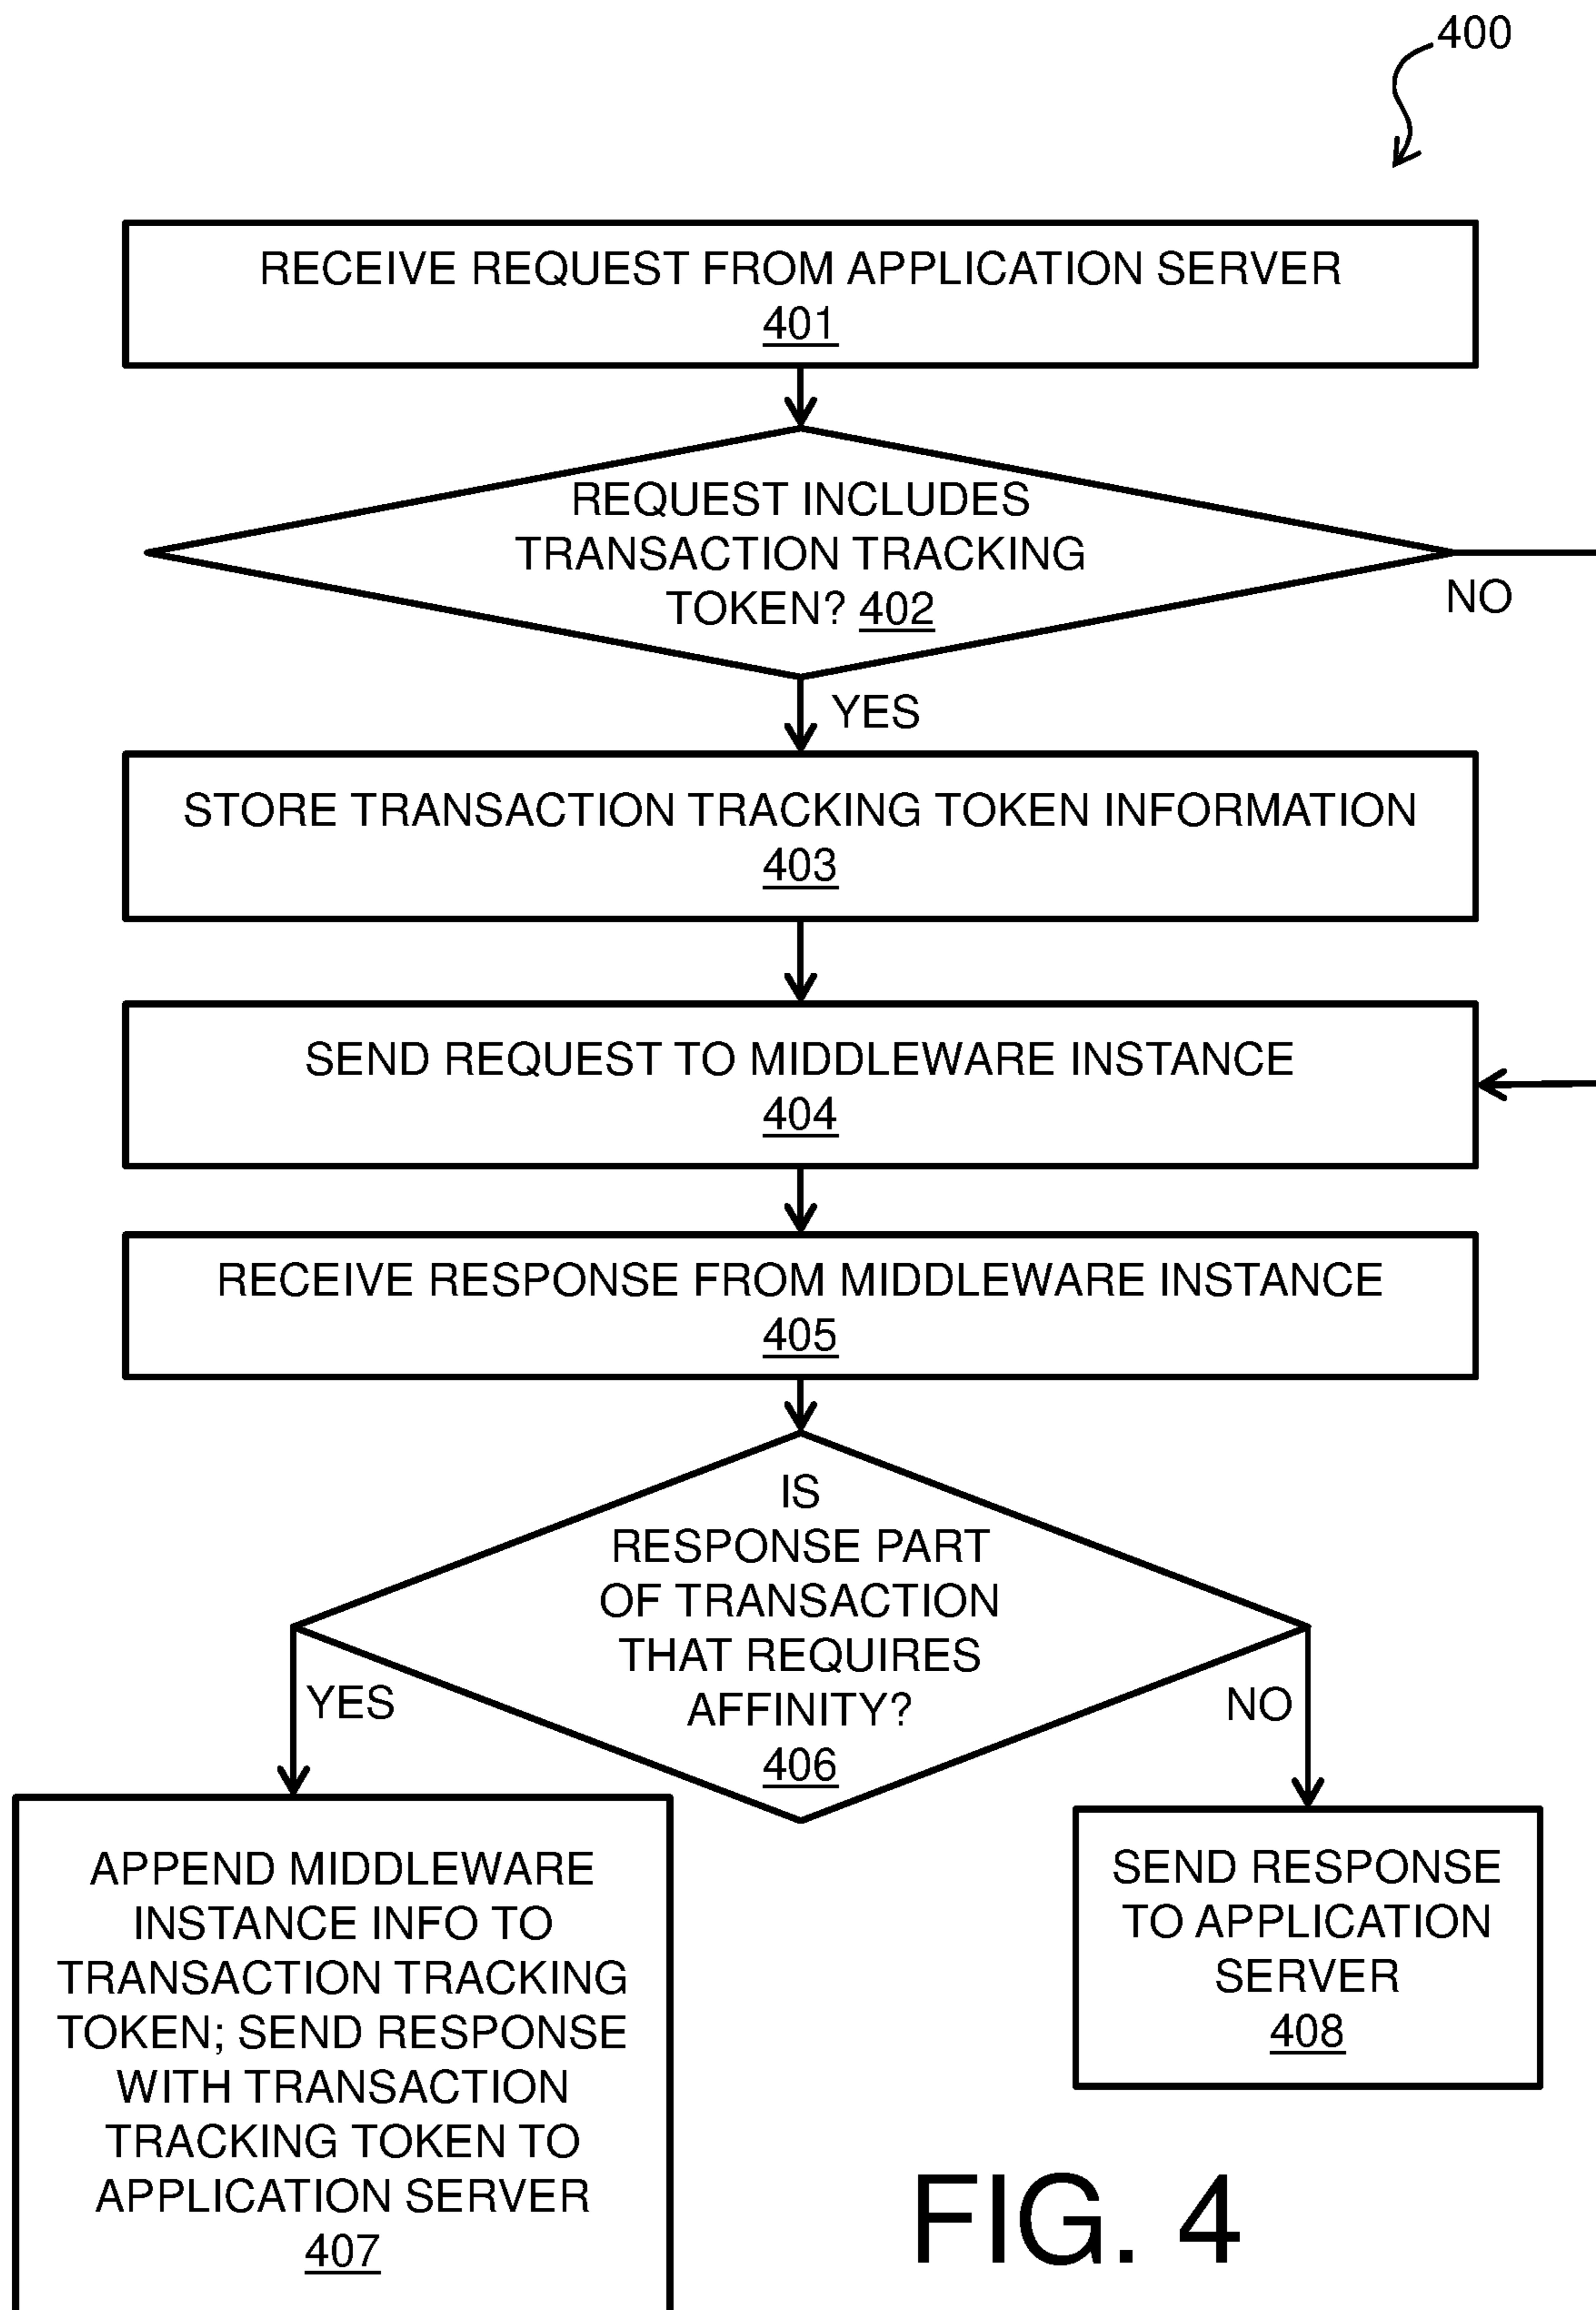 400
RECEIVE REQUEST FROM APPLICATION SERVER
401
REQUEST INCLUDES
TRANSACTION TRACKING
TOKEN? 402
NO
YES
STORE TRANSACTION TRACKING TOKEN INFORMATION
403
SEND REQUEST TO MIDDLEWARE INSTANCE
404
RECEIVE RESPONSE FROM MIDDLEWARE INSTANCE
405
IS
RESPONSE PART
OF TRANSACTION
THAT REQUIRES
AFFINITY?
406
YES
NO
APPEND MIDDLEWARE
INSTANCE INFO TO
TRANSACTION TRACKING
TOKEN; SEND RESPONSE
WITH TRANSACTION
TRACKING TOKEN TO
APPLICATION SERVER
407
SEND RESPONSE
TO APPLICATION
SERVER
408
FIG. 4